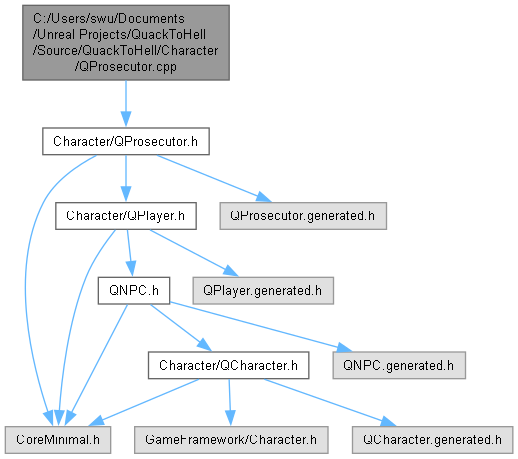 C:/Users/swu/Documents
/Unreal Projects/QuackToHell
/Source/QuackToHell/Character
/QProsecutor.cpp
Character/QProsecutor.h
Character/QPlayer.h
QProsecutor.generated.h
QNPC.h
QPlayer.generated.h
Character/QCharacter.h
QNPC.generated.h
CoreMinimal.h
GameFramework/Character.h
QCharacter.generated.h